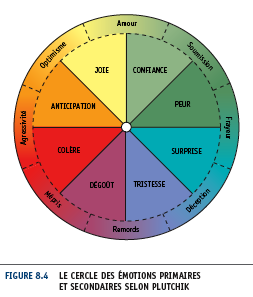 Amour
Optimisme
Soumission
JOIE
CONFIANCE
ANTICIPATION
PEUR
Agressivité
Frayeur
COLÈRE
SURPRISE
DÉGOÛT
TRISTESSE
Mépris
Déception
Remords
FIGURE 8.4 LE CERCLE DES ÉMOTIONS PRIMAIRES
ET SECONDAIRES SELON PLUTCHIK